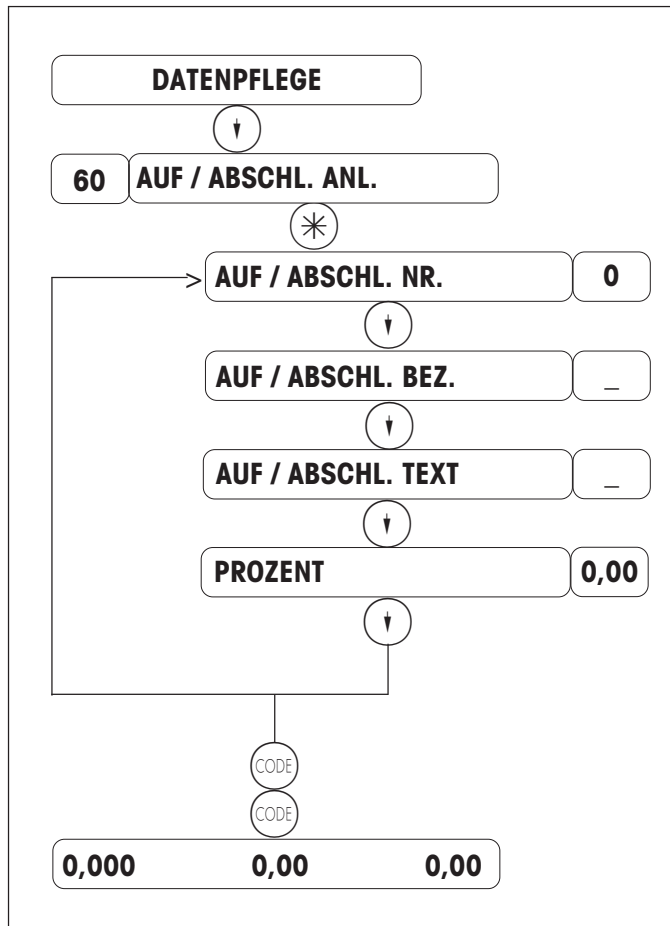 DATENPFLEGE
60 AUF / ABSCHL. ANL.
AUF / ABSCHL. NR. 0
AUF / ABSCHL. BEZ. _
AUF / ABSCHL. TEXT _
PROZENT 0,00
CODE
CODE
0,000 0,00 0,00